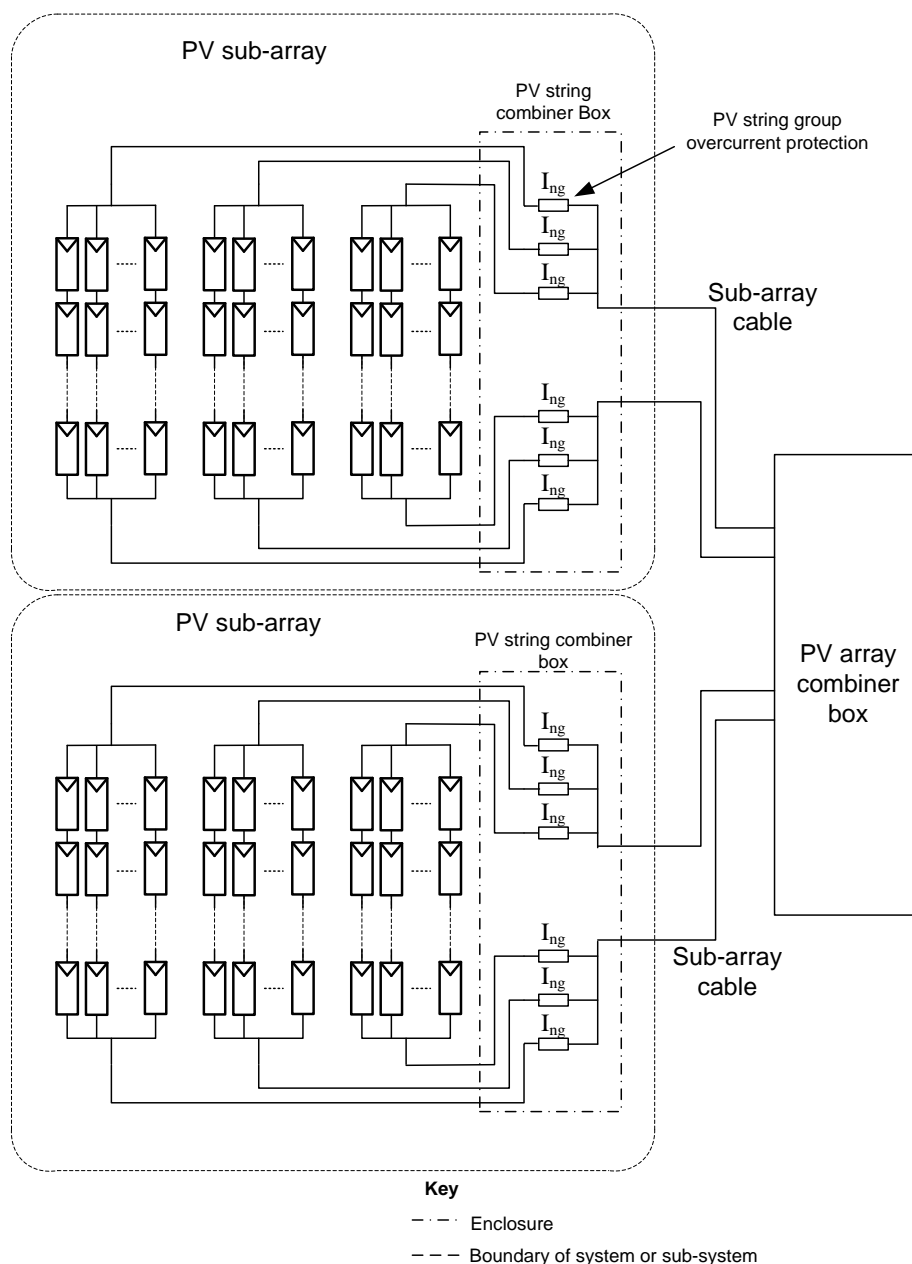 PV sub-array
PV string
combiner Box
PV string group
overcurrent protection
Ing
Ing
Ing
Sub-array
cable
Ing
Ing
Ing
PV sub-array
PV string combiner
box
PV array
combiner
box
Ing
Ing
Ing
Ing
Ing
Ing
Sub-array
cable
Key
Enclosure
Boundary of system or sub-system